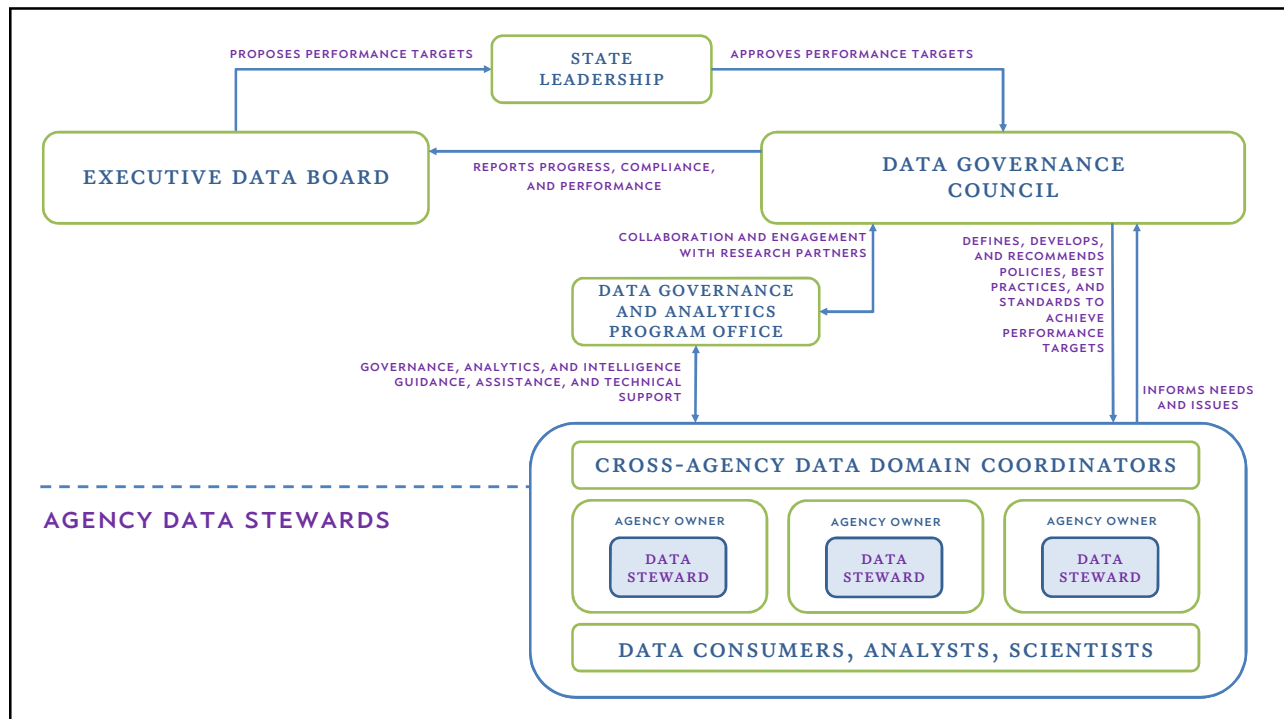 PROPOSES PERFORMANCE TARGETS
STATE
LEADERSHIP
APPROVES PERFORMANCE TARGETS
EXECUTIVE DATA BOARD
REPORTS PROGRESS, COMPLIANCE,
AND PERFORMANCE
DATA GOVERNANCE
COUNCIL
COLLABORATION AND ENGAGEMENT
WITH RESEARCH PARTNERS
DEFINES, DEVELOPS,
AND RECOMMENDS
POLICIES, BEST
PRACTICES, AND
STANDARDS TO
ACHIEVE
PERFORMANCE
TARGETS
DATA GOVERNANCE
AND ANALYTICS
PROGRAM OFFICE
GOVERNANCE, ANALYTICS, AND INTELLIGENCE
GUIDANCE, ASSISTANCE, AND TECHNICAL
SUPPORT
INFORMS NEEDS
AND ISSUES
CROSS-AGENCY DATA DOMAIN COORDINATORS
AGENCY DATA STEWARDS
AGENCY OWNER
DATA
STEWARD
AGENCY OWNER
DATA
STEWARD
AGENCY OWNER
DATA
STEWARD
DATA CONSUMERS, ANALYSTS, SCIENTISTS